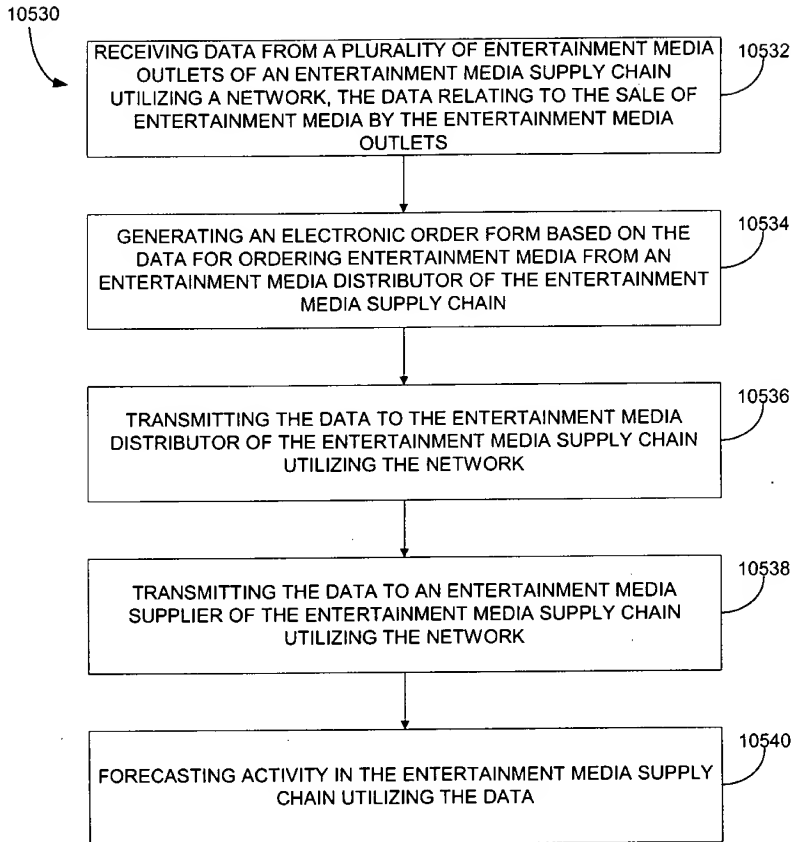 10530
RECEIVING DATA FROM A PLURALITY OF ENTERTAINMENT MEDIA
OUTLETS OF AN ENTERTAINMENT MEDIA SUPPLY CHAIN
UTILIZING A NETWORK, THE DATA RELATING TO THE SALE OF
ENTERTAINMENT MEDIA BY THE ENTERTAINMENT MEDIA
OUTLETS
10532
GENERATING AN ELECTRONIC ORDER FORM BASED ON THE
DATA FOR ORDERING ENTERTAINMENT MEDIA FROM AN
ENTERTAINMENT MEDIA DISTRIBUTOR OF THE ENTERTAINMENT
MEDIA SUPPLY CHAIN
10534
TRANSMITTING THE DATA TO THE ENTERTAINMENT MEDIA
DISTRIBUTOR OF THE ENTERTAINMENT MEDIA SUPPLY CHAIN
UTILIZING THE NETWORK
10536
TRANSMITTING THE DATA TO AN ENTERTAINMENT MEDIA
SUPPLIER OF THE ENTERTAINMENT MEDIA SUPPLY CHAIN
UTILIZING THE NETWORK
10538
FORECASTING ACTIVITY IN THE ENTERTAINMENT MEDIA SUPPLY
CHAIN UTILIZING THE DATA
10540